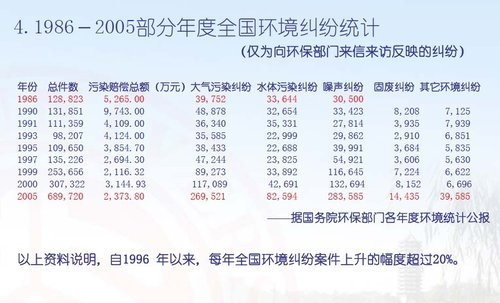 4.1986－2005部分年度全国环境纠纷统计
（仅为向环保部门来信来访反映的纠纷）
年份 总件数 污染赔偿总额（万元） 大气污染纠纷 水体污染纠纷 噪声纠纷 固废纠纷 其它环境纠纷
1986 128,823 5,265.00 39,752 33,644 30,500
1990 131,851 9,743.00 48,878 32,654 33,423 8,208 7,125
1991 111,359 4,109.00 36,340 35,331 27,814 3,935 7,939
1993 98,207 4,124.00 35,585 22,999 29,862 2,910 6,851
1995 109,650 3,854.70 38,433 22,688 39,991 3,684 5,835
1997 135,226 2,694.30 47,244 23,825 54,921 3,606 5,630
1999 253,656 2,116.32 89,273 33,892 116,645 7,224 6,622
2000 307,322 3,144.93 117,089 42,691 132,694 8,152 6,696
2005 689,720 2,373.80 269,521 82,594 283,585 14,435 39,585
——据国务院环保部门各年度环境统计公报
以上资料说明，自1996 年以来，每年全国环境纠纷案件上升的幅度超过20%。